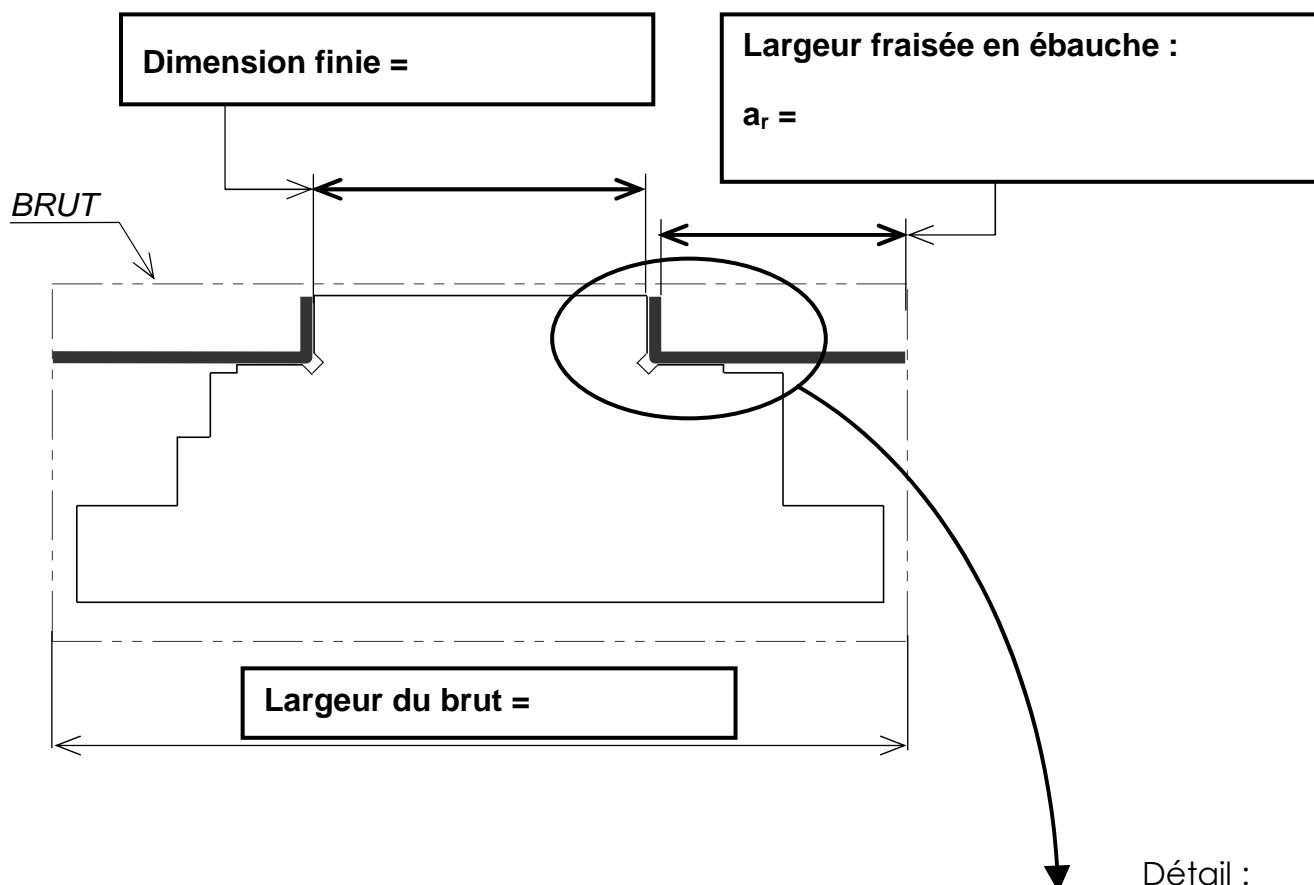 Dimension finie =
Largeur fraisée en ébauche :
ar =
BRUT
Largeur du brut =
Détail :